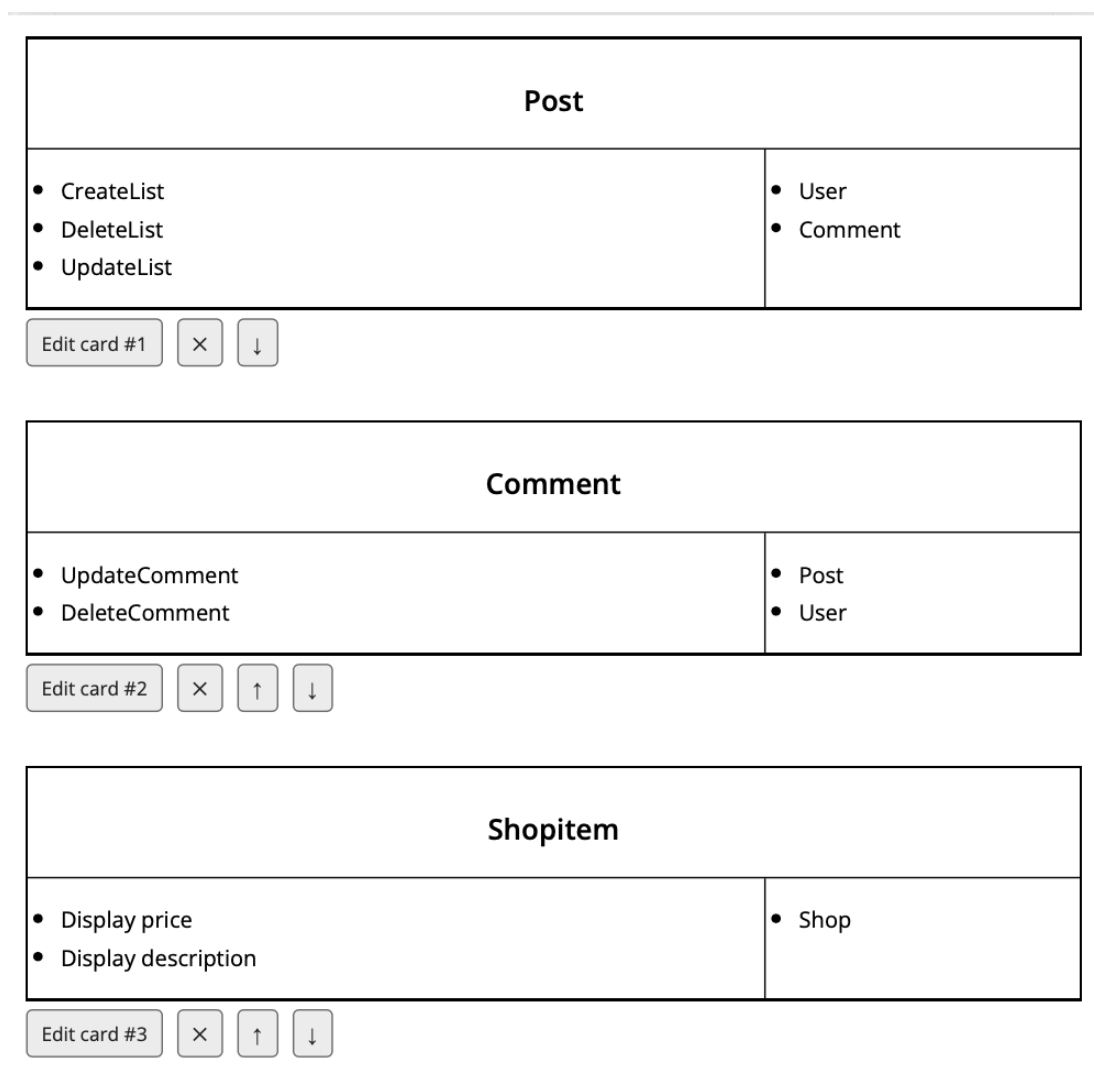 Post
• CreateList
• DeleteList
• UpdateList
• User
• Comment
Edit card #1 × ↓
Comment
• UpdateComment
• DeleteComment
• Post
• User
Edit card #2 × ↑ ↓
Shopitem
• Display price
• Display description
• Shop
Edit card #3 × ↑ ↓